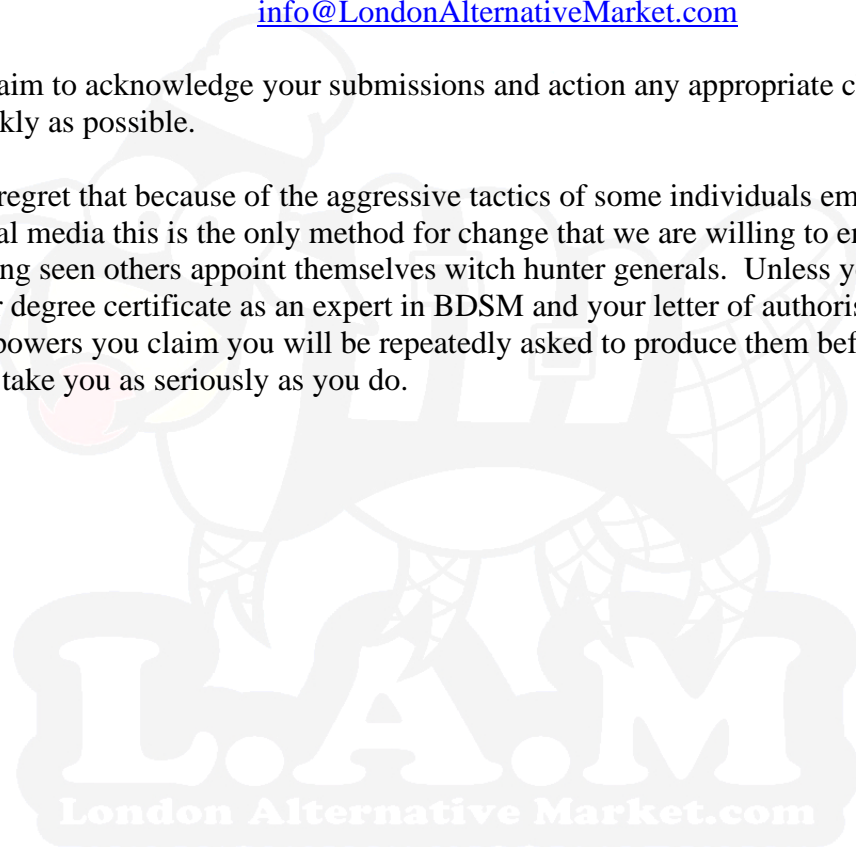 info@LondonAlternativeMarket.com
aim to acknowledge your submissions and action any appropriate c
kly as possible.
regret that because of the aggressive tactics of some individuals em
al media this is the only method for change that we are willing to en
ng seen others appoint themselves witch hunter generals. Unless y
r degree certificate as an expert in BDSM and your letter of authoris
powers you claim you will be repeatedly asked to produce them bef
take you as seriously as you do.
L.A.M
London Alternative Market.com